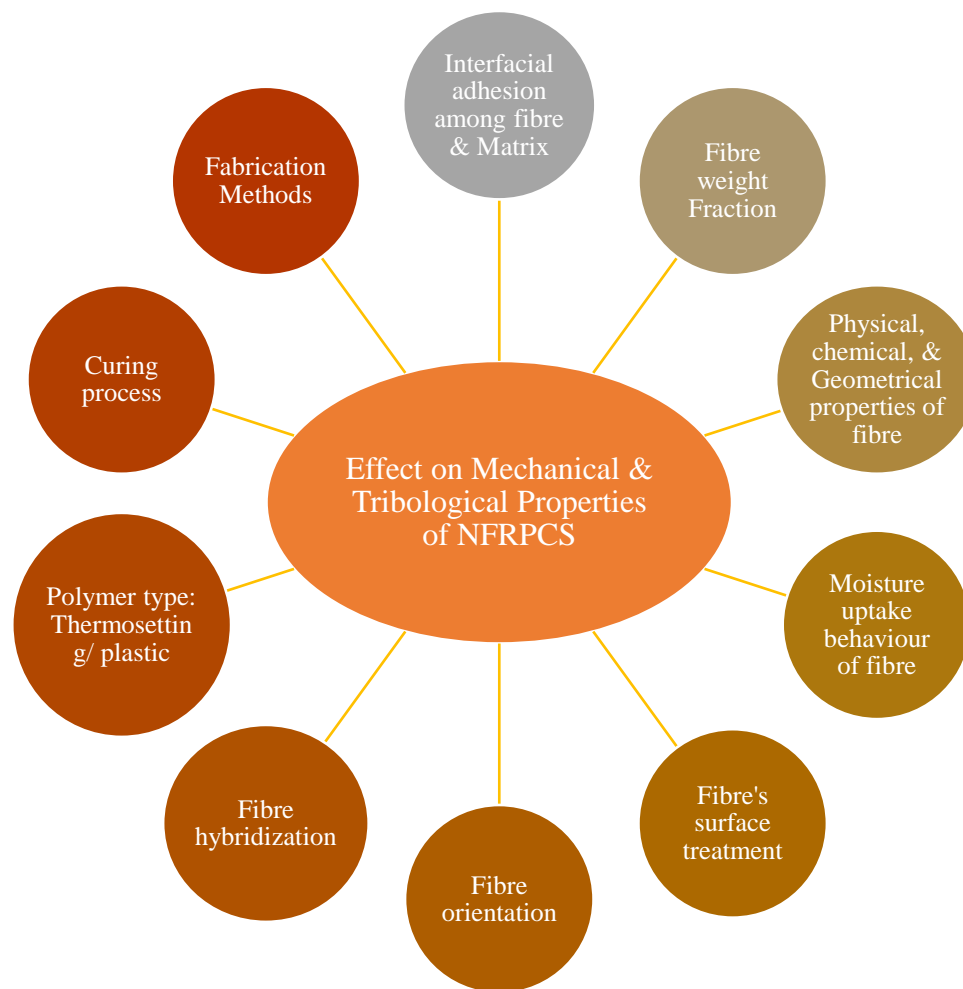 Interfacial
adhesion
among fibre
& Matrix
Fibre
weight
Fraction
Physical,
chemical, &
Geometrical
properties of
fibre
Moisture
uptake
behaviour
of fibre
Fibre's
surface
treatment
Fibre
orientation
Fibre
hybridization
Polymer type:
Thermosettin
g/ plastic
Curing
process
Fabrication
Methods
Effect on Mechanical &
Tribological Properties
of NFRPCS